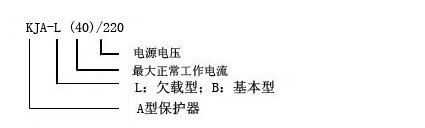 KJA-L (40)/220
电源电压
最大正常工作电流
L: 欠载型; B: 基本型
A型保护器